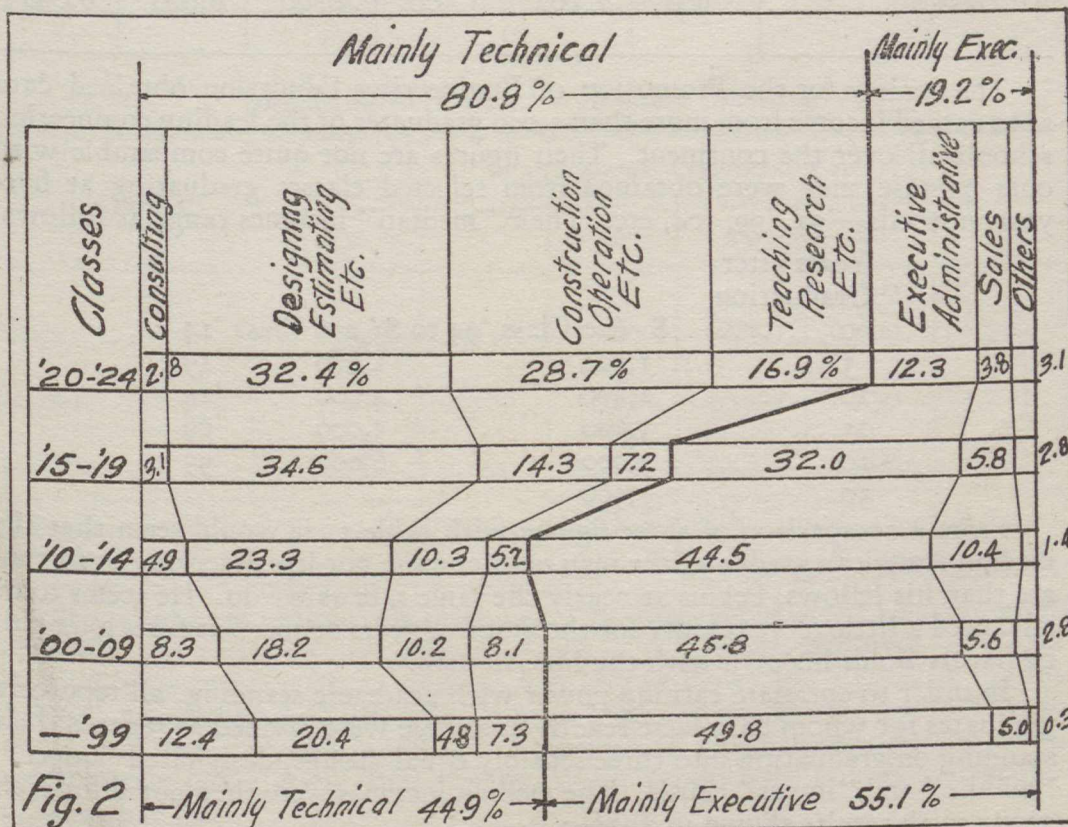 Mainly Technical
80.8%
Mainly Exec.
19.2%
Classes
Consulting
Designing
Estimating
Etc.
Construction
Operation
Etc.
Teaching
Research
Etc.
Executive
Administrative
Sales
Others
'20-'24 2.8 32.4% 28.7% 16.9% 12.3 3.8 3.1
'15-'19 3.1 34.6 14.3 7.2 32.0 5.8 2.8
'10-'14 4.9 23.3 10.3 5.2 44.5 10.4 1.4
'00-'09 8.3 18.2 10.2 8.1 46.8 5.6 2.8
—'99 12.4 20.4 4.8 7.3 49.8 5.0 0.3
Fig. 2 Mainly Technical 44.9% Mainly Executive 55.1%